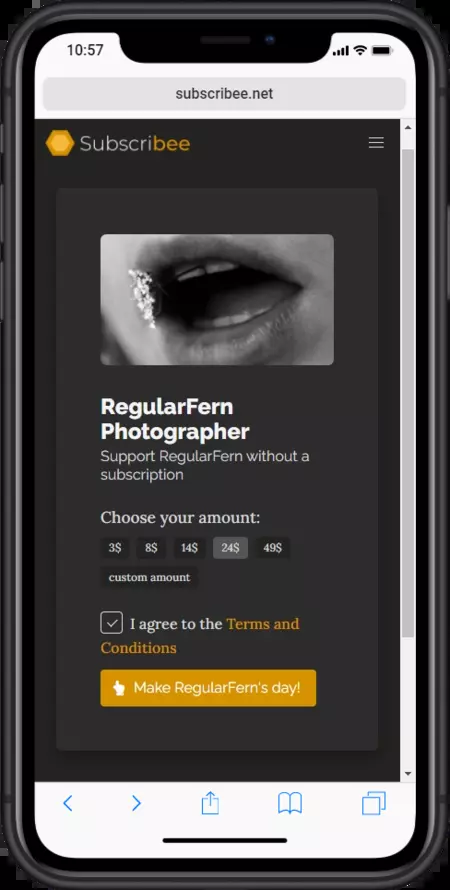 10:57
subscribee.net
Subscribee
RegularFern
Photographer
Support RegularFern without a
subscription
Choose your amount:
3$ 8$ 14$ 24$ 49$
custom amount
I agree to the Terms and
Conditions
Make RegularFern's day!